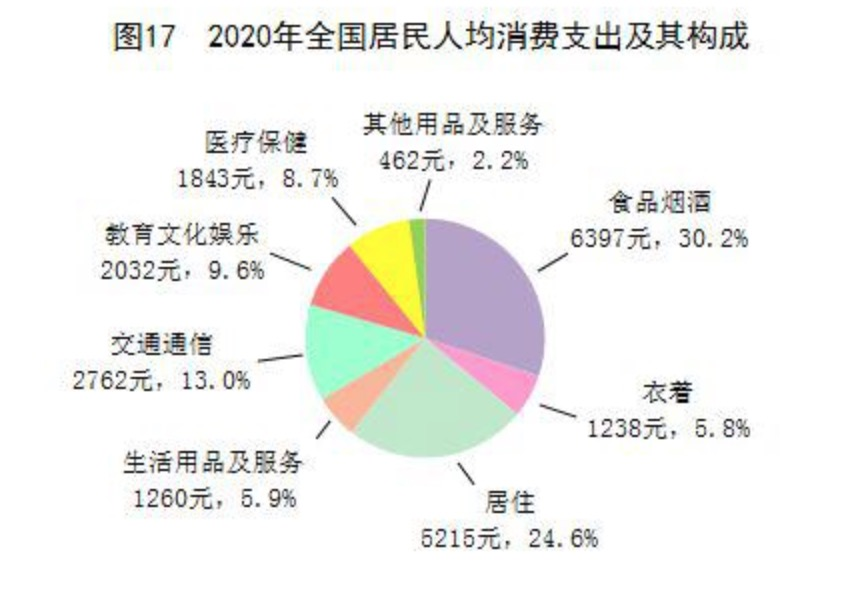 图17 2020年全国居民人均消费支出及其构成
其他用品及服务
462元，2.2%
医疗保健
1843元，8.7%
食品烟酒
6397元，30.2%
教育文化娱乐
2032元，9.6%
交通通信
2762元，13.0%
衣着
1238元，5.8%
生活用品及服务
1260元，5.9%
居住
5215元，24.6%